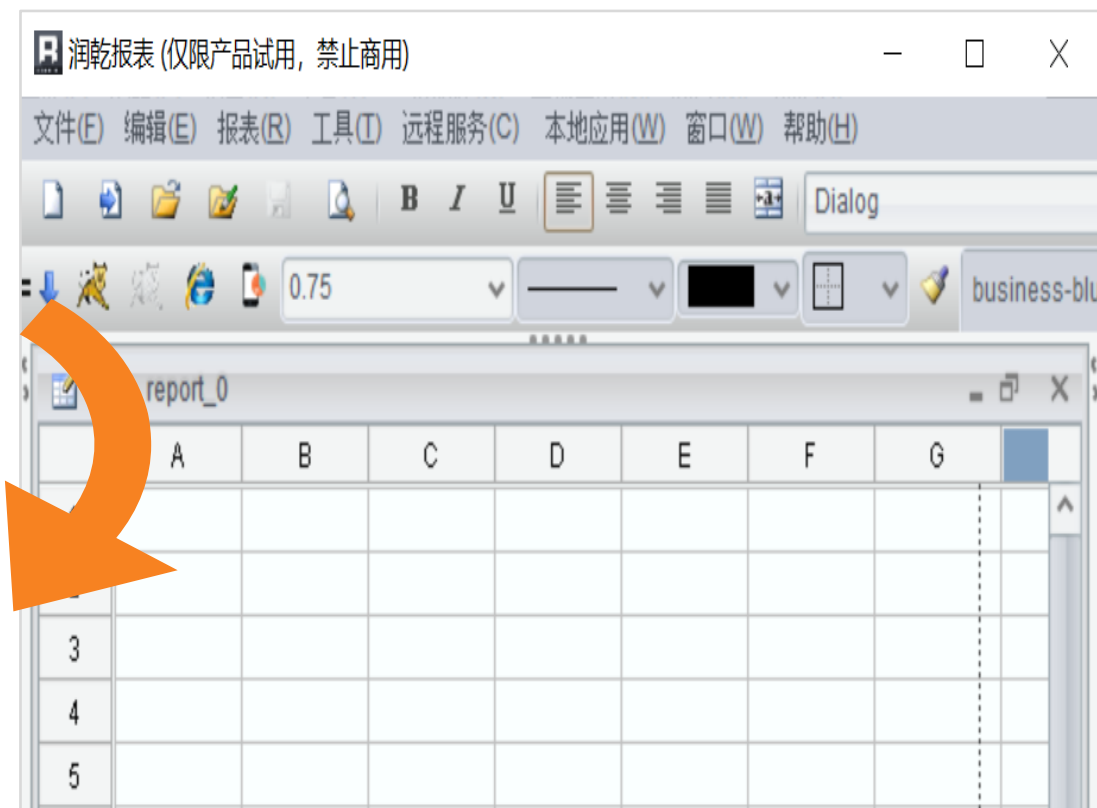 润乾报表 (仅限产品试用，禁止商用)
文件(F) 编辑(E) 报表(R) 工具(T) 远程服务(C) 本地应用(W) 窗口(W) 帮助(H)
B I U a Dialog
0.75 business-blu
report_0
A B C D E F G
3
4
5